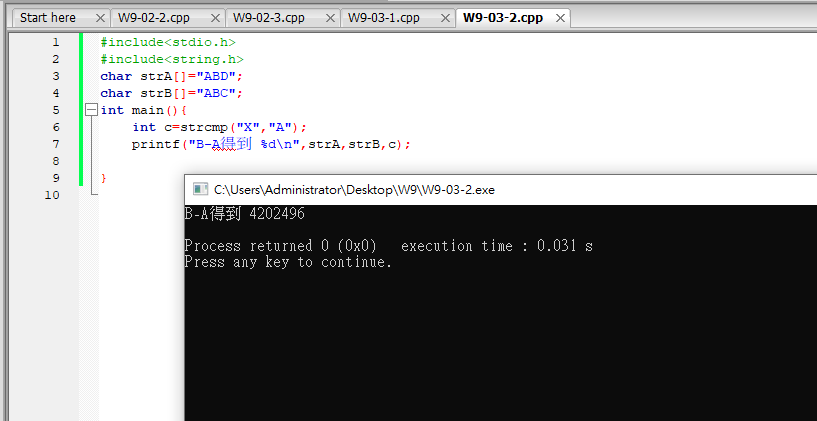 Start here W9-02-2.cpp W9-02-3.cpp W9-03-1.cpp W9-03-2.cpp
1 #include<stdio.h>
2 #include<string.h>
3 char strA[]="ABD";
4 char strB[]="ABC";
5 int main(){
6 int c=strcmp("X","A");
7 printf("B-A得到 %d\n",strA,strB,c);
8
9 }
10
C:\Users\Administrator\Desktop\W9\W9-03-2.exe
B-A得到 4202496
Process returned 0 (0x0) execution time : 0.031 s
Press any key to continue.